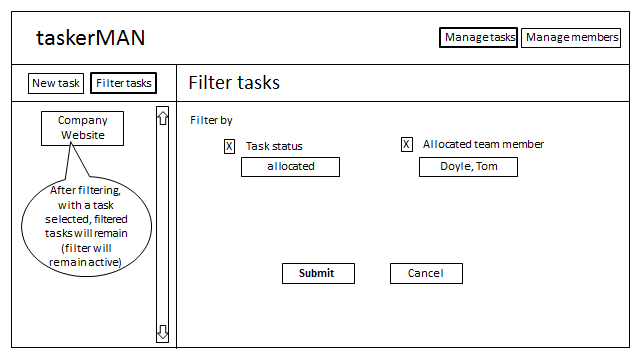 taskerMAN
Manage tasks
Manage members
New task
Filter tasks
Filter tasks
Company
Website
After filtering,
with a task
selected, filtered
tasks will remain
(filter will
remain active)
Filter by
X Task status
allocated
X Allocated team member
Doyle, Tom
Submit
Cancel